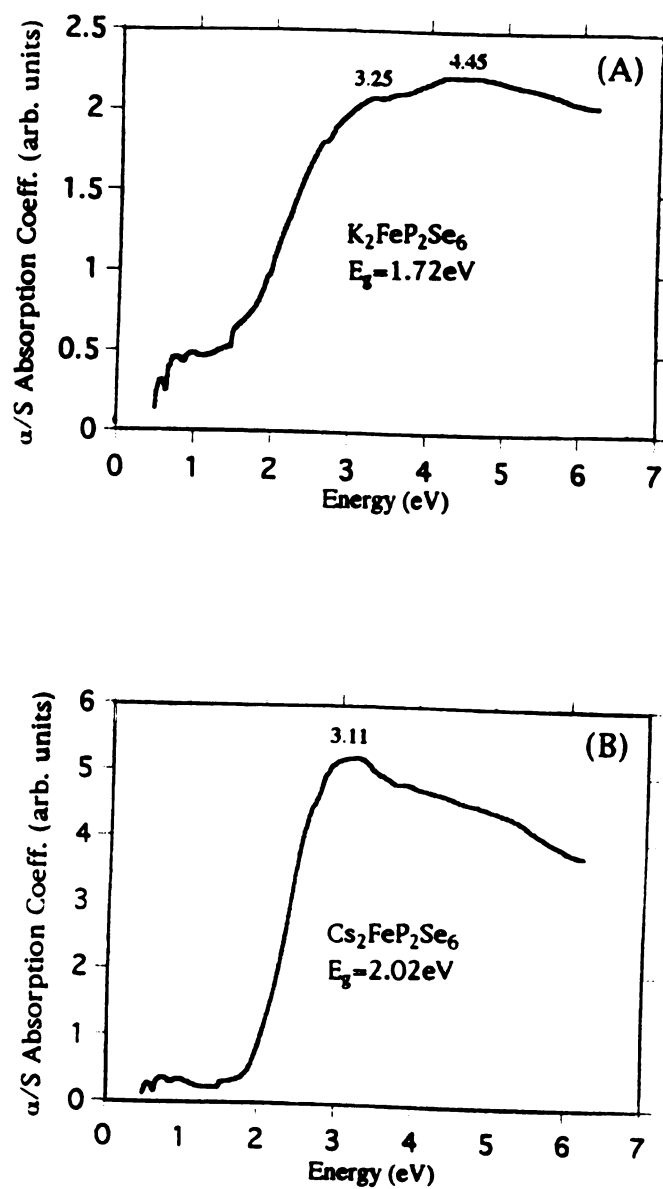 2.5
(A)
4.45
3.25
2
1.5
K₂FeP₂Se₆
E_g=1.72eV
1
0.5
0
α/S Absorption Coeff. (arb. units)
0 1 2 3 4 5 6 7
Energy (eV)
6
(B)
3.11
5
4
3
Cs₂FeP₂Se₆
E_g=2.02eV
2
1
0
α/S Absorption Coeff. (arb. units)
0 1 2 3 4 5 6 7
Energy (eV)